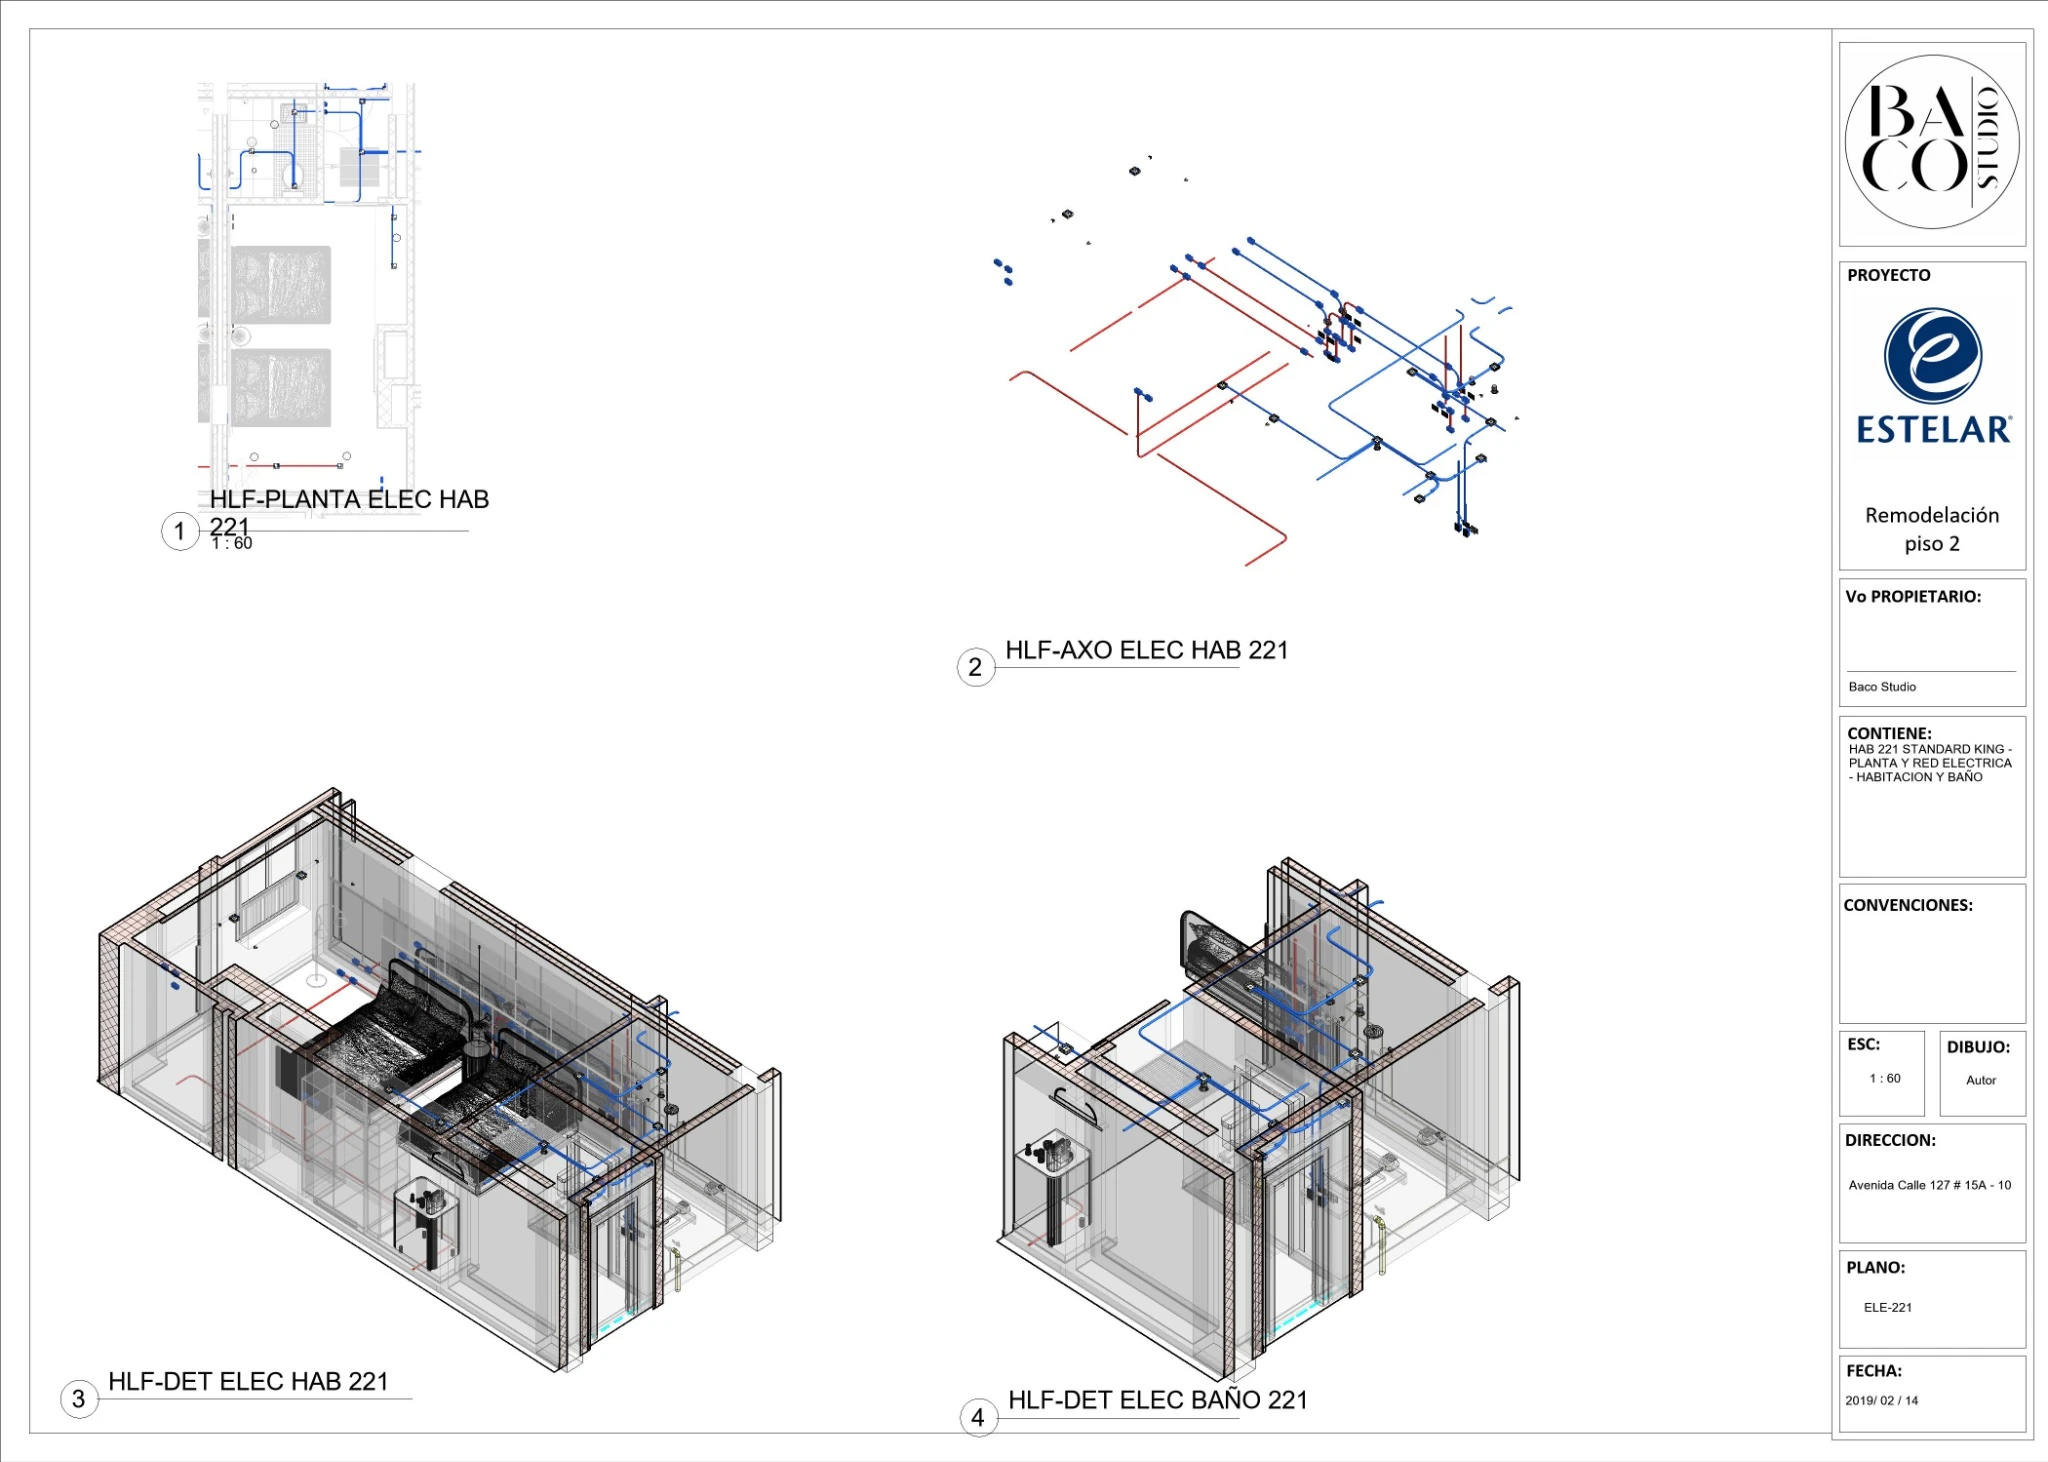 HLF-PLANTA ELEC HAB
221
1
1 : 60
2
HLF-AXO ELEC HAB 221
3
HLF-DET ELEC HAB 221
4
HLF-DET ELEC BAÑO 221
BA
CO
STUDIO
PROYECTO
ESTELAR®
Remodelación
piso 2
Vo PROPIETARIO:
Baco Studio
CONTIENE:
HAB 221 STANDARD KING -
PLANTA Y RED ELECTRICA
- HABITACION Y BAÑO
CONVENCIONES:
ESC:
1 : 60
DIBUJO:
Autor
DIRECCION:
Avenida Calle 127 # 15A - 10
PLANO:
ELE-221
FECHA:
2019/ 02 / 14